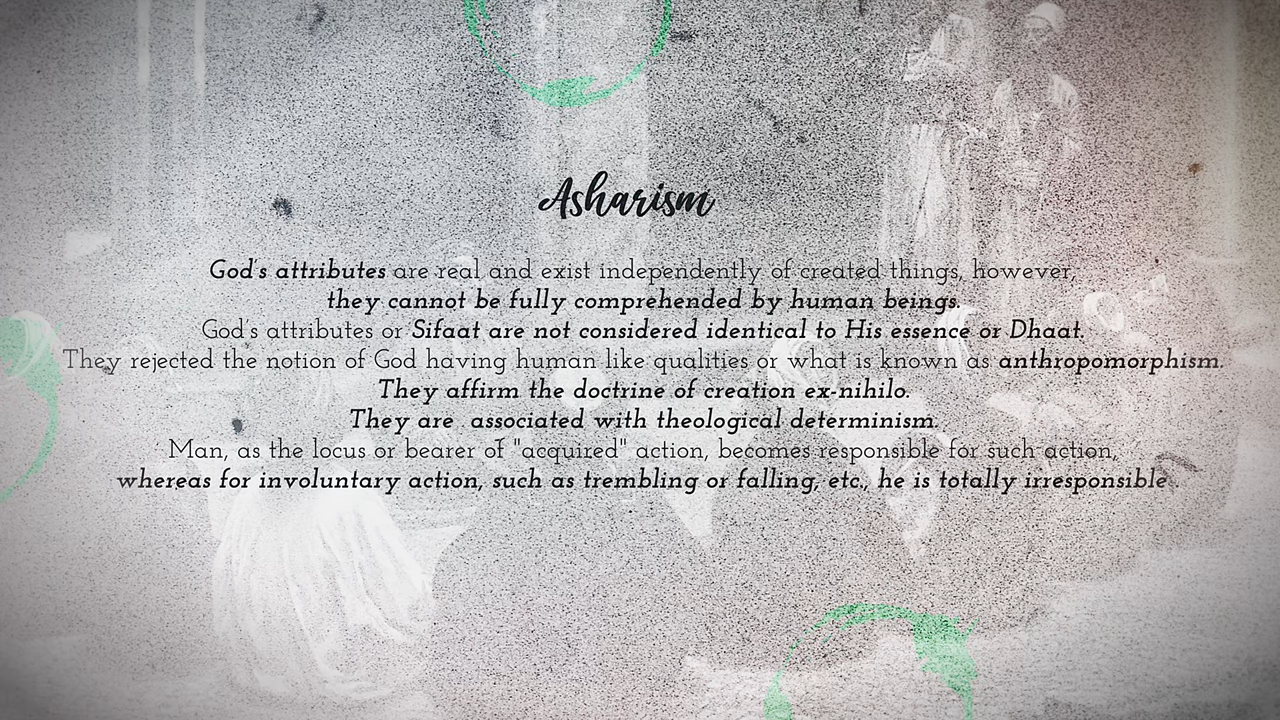 Asharism
God's attributes are real and exist independently of created things, however,
they cannot be fully comprehended by human beings.
God's attributes or Sifaat are not considered identical to His essence or Dhaat.
They rejected the notion of God having human like qualities or what is known as anthropomorphism.
They affirm the doctrine of creation ex-nihilo.
They are associated with theological determinism.
Man, as the locus or bearer of "acquired" action, becomes responsible for such action,
whereas for involuntary action, such as trembling or falling, etc., he is totally irresponsible .